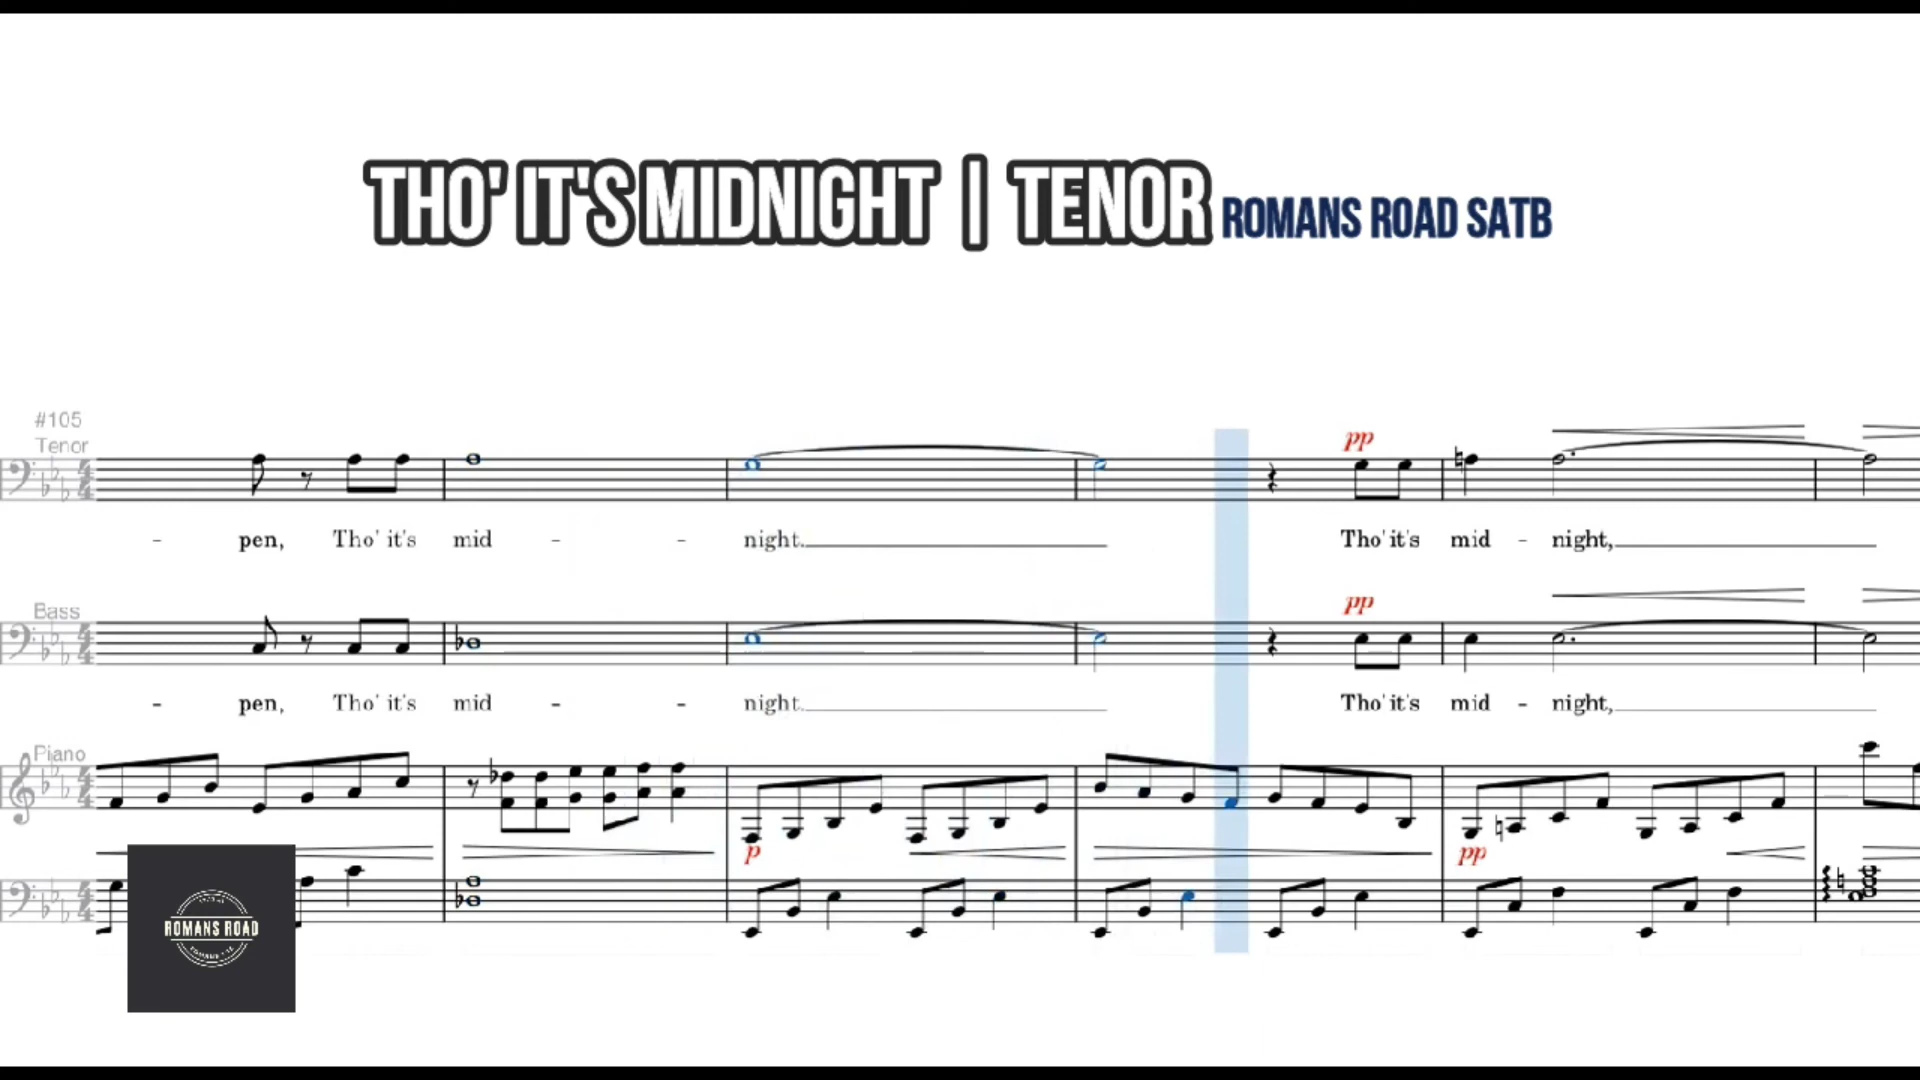 THO' IT'S MIDNIGHT | TENOR ROMANS ROAD SATB
#105
Tenor
pp
- pen, Tho' it's mid - - night. Tho' it's mid - night,
Bass
pp
- pen, Tho' it's mid - - night. Tho' it's mid - night,
Piano
p pp
ROMANS ROAD